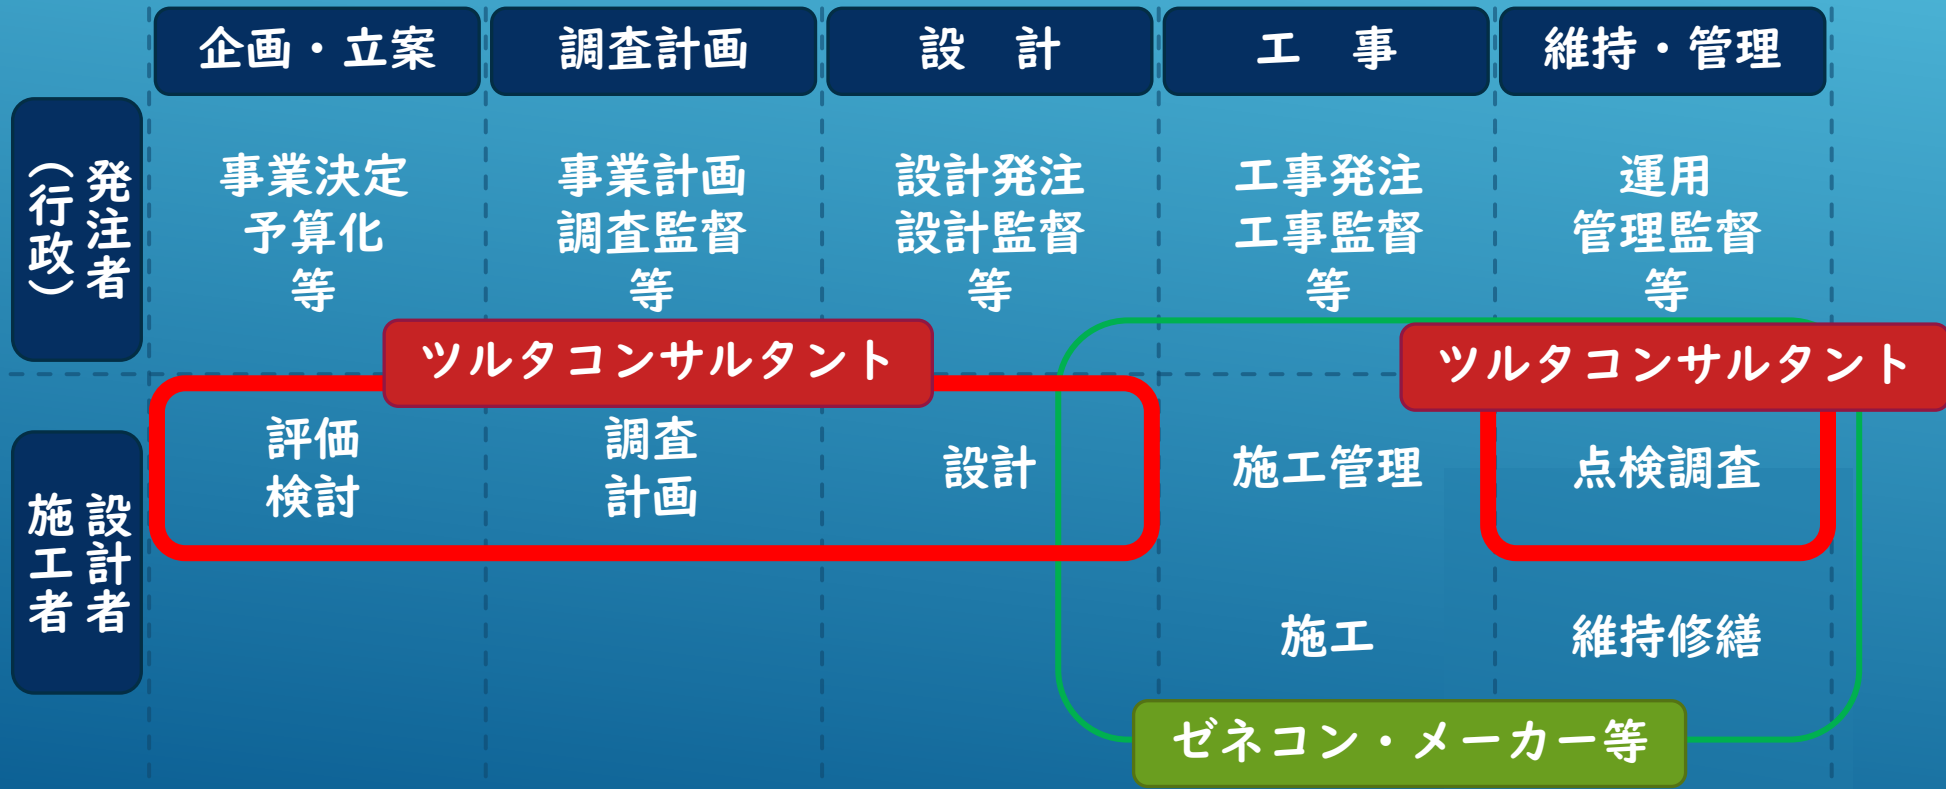 企画・立案
調査計画
設　計
工　事
維持・管理
発注者
（行政）
事業決定
予算化
等
事業計画
調査監督
等
設計発注
設計監督
等
工事発注
工事監督
等
運用
管理監督
等
ツルタコンサルタント
ツルタコンサルタント
設計者
施工者
評価
検討
調査
計画
設計
施工管理
点検調査
施工
維持修繕
ゼネコン・メーカー等